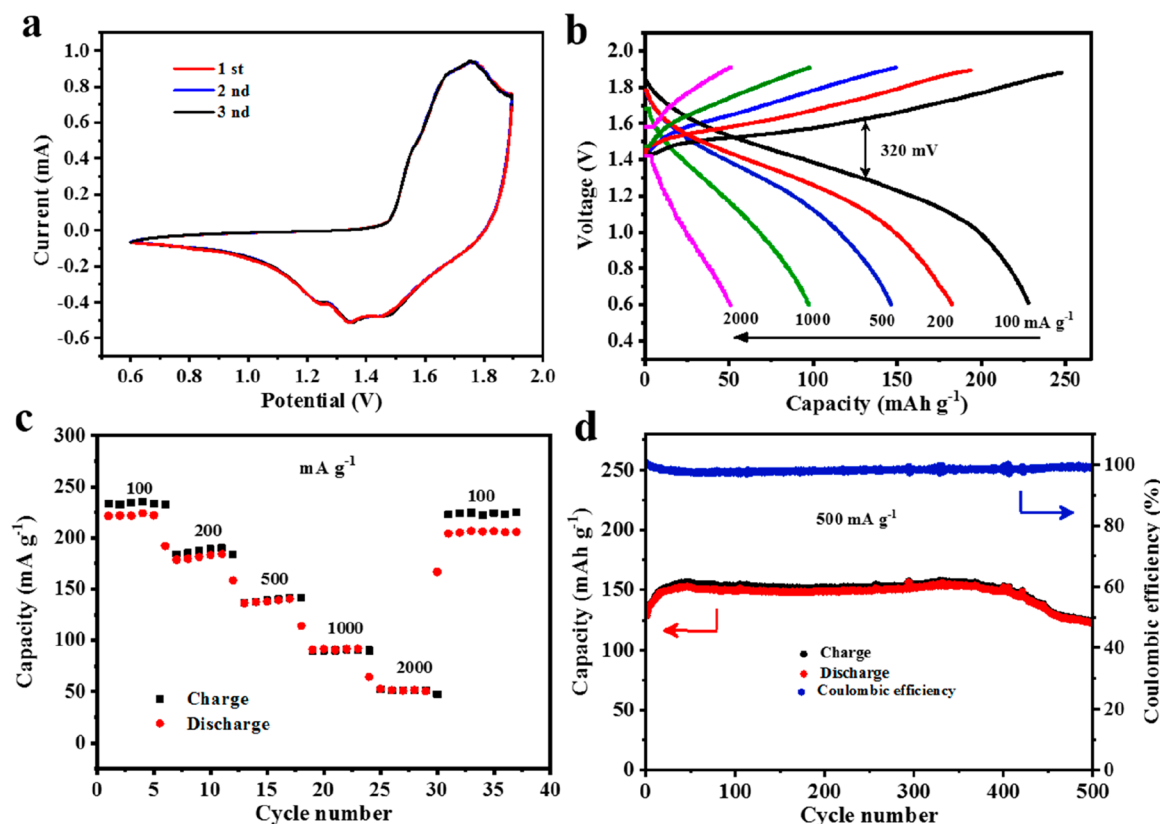 a
1 st
2 nd
3 nd
1.0
0.8
0.6
0.4
0.2
0.0
-0.2
-0.4
-0.6
Current (mA)
0.6 0.8 1.0 1.2 1.4 1.6 1.8 2.0
Potential (V)
b
2.0
1.8
1.6
1.4
1.2
1.0
0.8
0.6
0.4
Voltage (V)
320 mV
2000 1000 500 200 100 mA g⁻¹
0 50 100 150 200 250
Capacity (mAh g⁻¹)
c
300
250
200
150
100
50
0
Capacity (mA g⁻¹)
mA g⁻¹
100
200
500
1000
2000
100
Charge
Discharge
0 5 10 15 20 25 30 35 40
Cycle number
d
250
200
150
100
50
0
Capacity (mAh g⁻¹)
500 mA g⁻¹
Charge
Discharge
Coulombic efficiency
100
80
60
40
20
0
Coulombic efficiency (%)
0 100 200 300 400 500
Cycle number